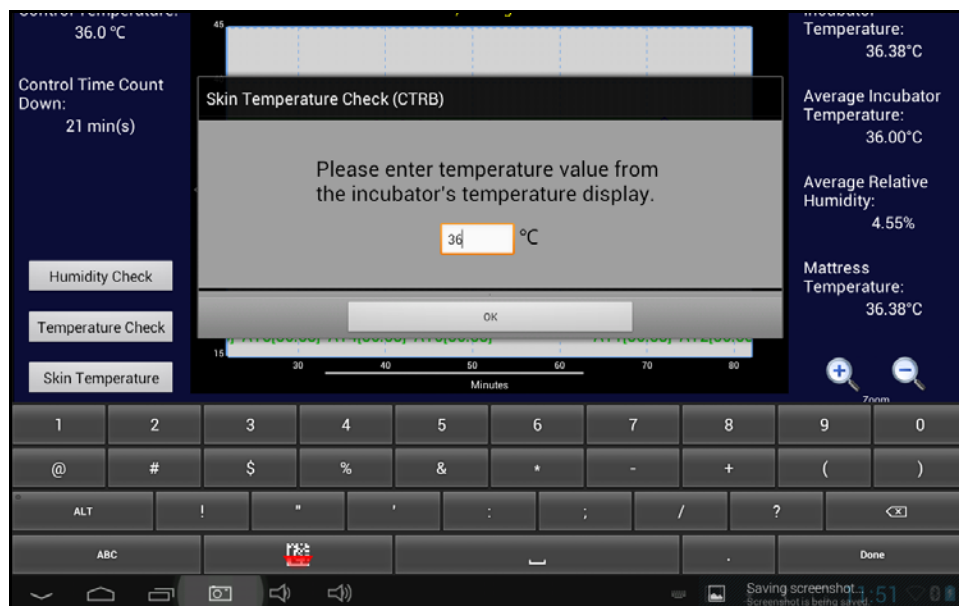 36.0 °C
Control Time Count
Down:
21 min(s)
Humidity Check
Temperature Check
Skin Temperature
45
15
30
40
50
60
70
80
Minutes
Skin Temperature Check (CTRB)
Please enter temperature value from
the incubator's temperature display.
36 °C
OK
Temperature:
36.38°C
Average Incubator
Temperature:
36.00°C
Average Relative
Humidity:
4.55%
Mattress
Temperature:
36.38°C
Zoom
1 2 3 4 5 6 7 8 9 0
@ # $ % & * - + ( )
ALT ! " ' : ; / ?
ABC . Done
Saving screenshot...
Screenshot is being saved.